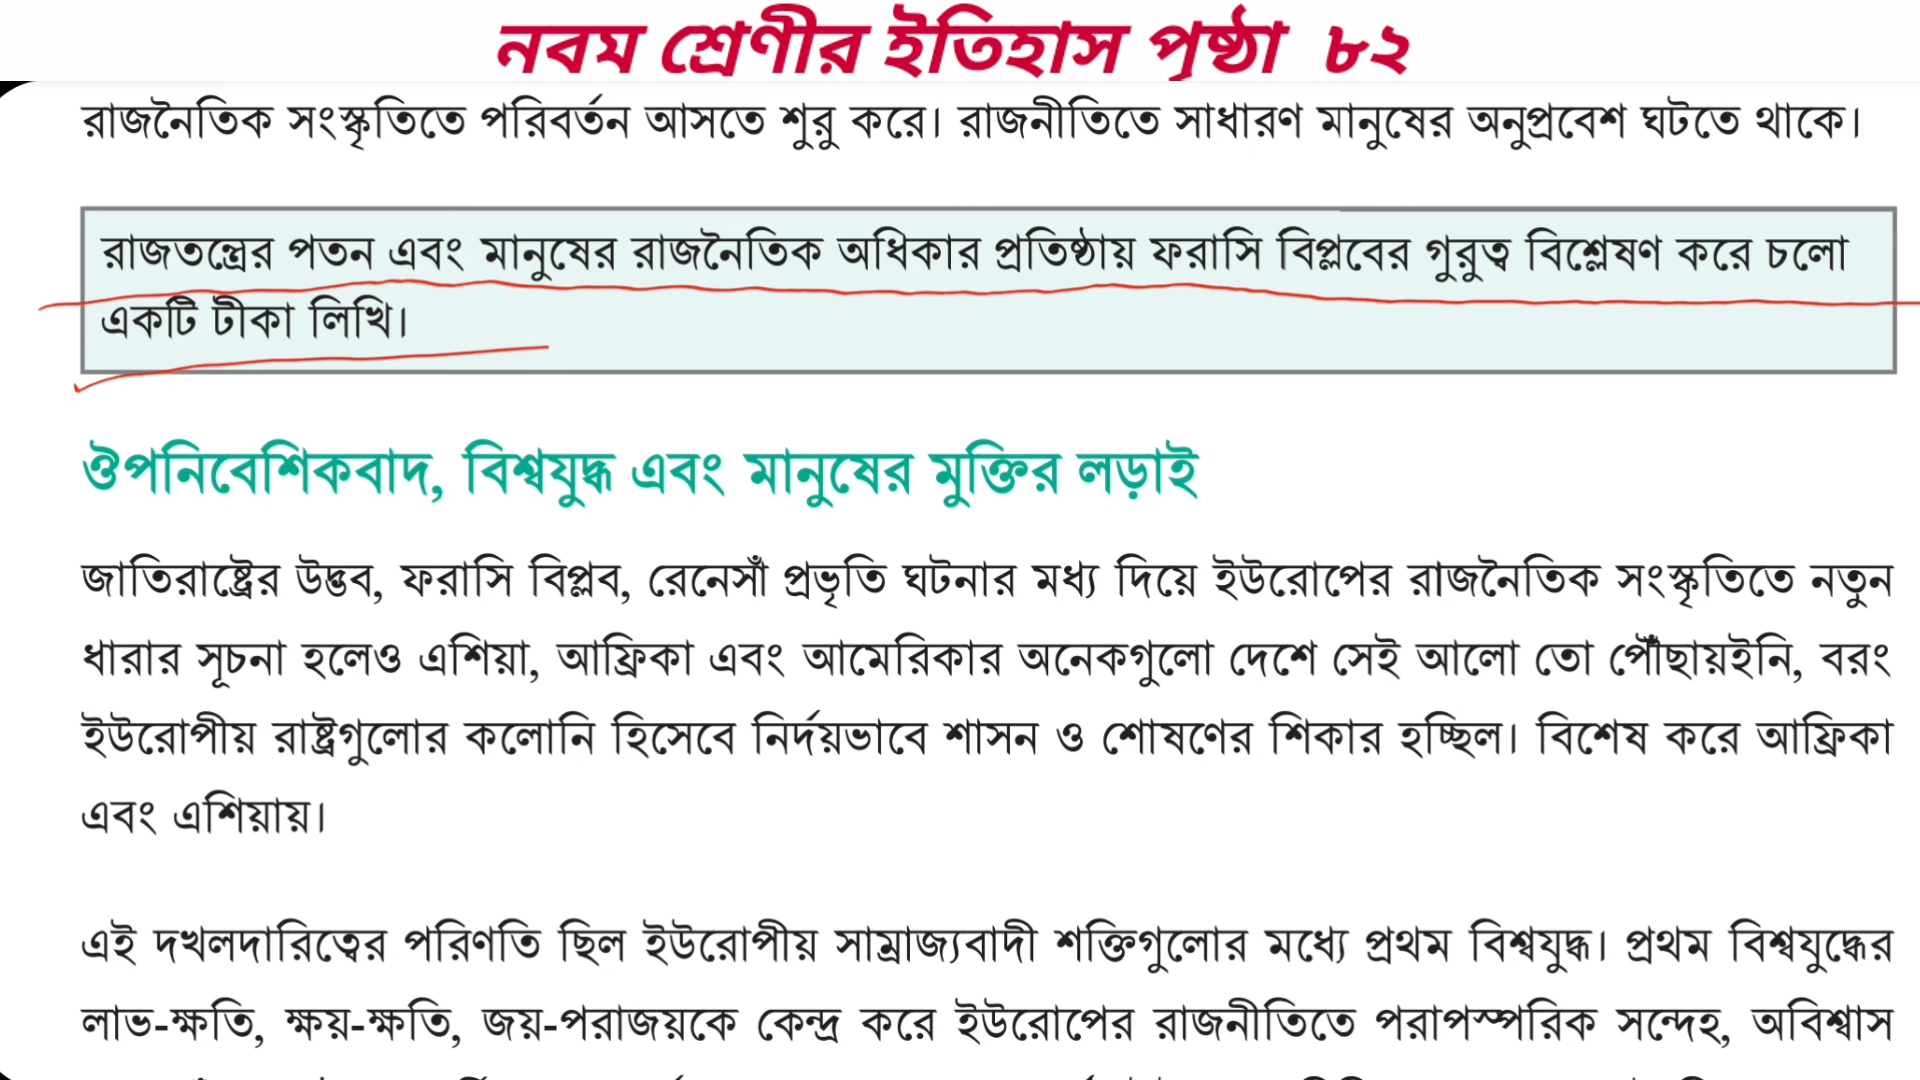 নবম শ্রেণীর ইতিহাস পৃষ্ঠা ৮২
রাজনৈতিক সংস্কৃতিতে পরিবর্তন আসতে শুরু করে। রাজনীতিতে সাধারণ মানুষের অনুপ্রবেশ ঘটতে থাকে।
রাজতন্ত্রের পতন এবং মানুষের রাজনৈতিক অধিকার প্রতিষ্ঠায় ফরাসি বিপ্লবের গুরুত্ব বিশ্লেষণ করে চলো
একটি টীকা লিখি।
ঔপনিবেশিকবাদ, বিশ্বযুদ্ধ এবং মানুষের মুক্তির লড়াই
জাতিরাষ্ট্রের উদ্ভব, ফরাসি বিপ্লব, রেনেসাঁ প্রভৃতি ঘটনার মধ্য দিয়ে ইউরোপের রাজনৈতিক সংস্কৃতিতে নতুন
ধারার সূচনা হলেও এশিয়া, আফ্রিকা এবং আমেরিকার অনেকগুলো দেশে সেই আলো তো পৌঁছায়ইনি, বরং
ইউরোপীয় রাষ্ট্রগুলোর কলোনি হিসেবে নির্দয়ভাবে শাসন ও শোষণের শিকার হচ্ছিল। বিশেষ করে আফ্রিকা
এবং এশিয়ায়।
এই দখলদারিত্বের পরিণতি ছিল ইউরোপীয় সাম্রাজ্যবাদী শক্তিগুলোর মধ্যে প্রথম বিশ্বযুদ্ধ। প্রথম বিশ্বযুদ্ধের
লাভ-ক্ষতি, ক্ষয়-ক্ষতি, জয়-পরাজয়কে কেন্দ্র করে ইউরোপের রাজনীতিতে পরাপস্পরিক সন্দেহ, অবিশ্বাস